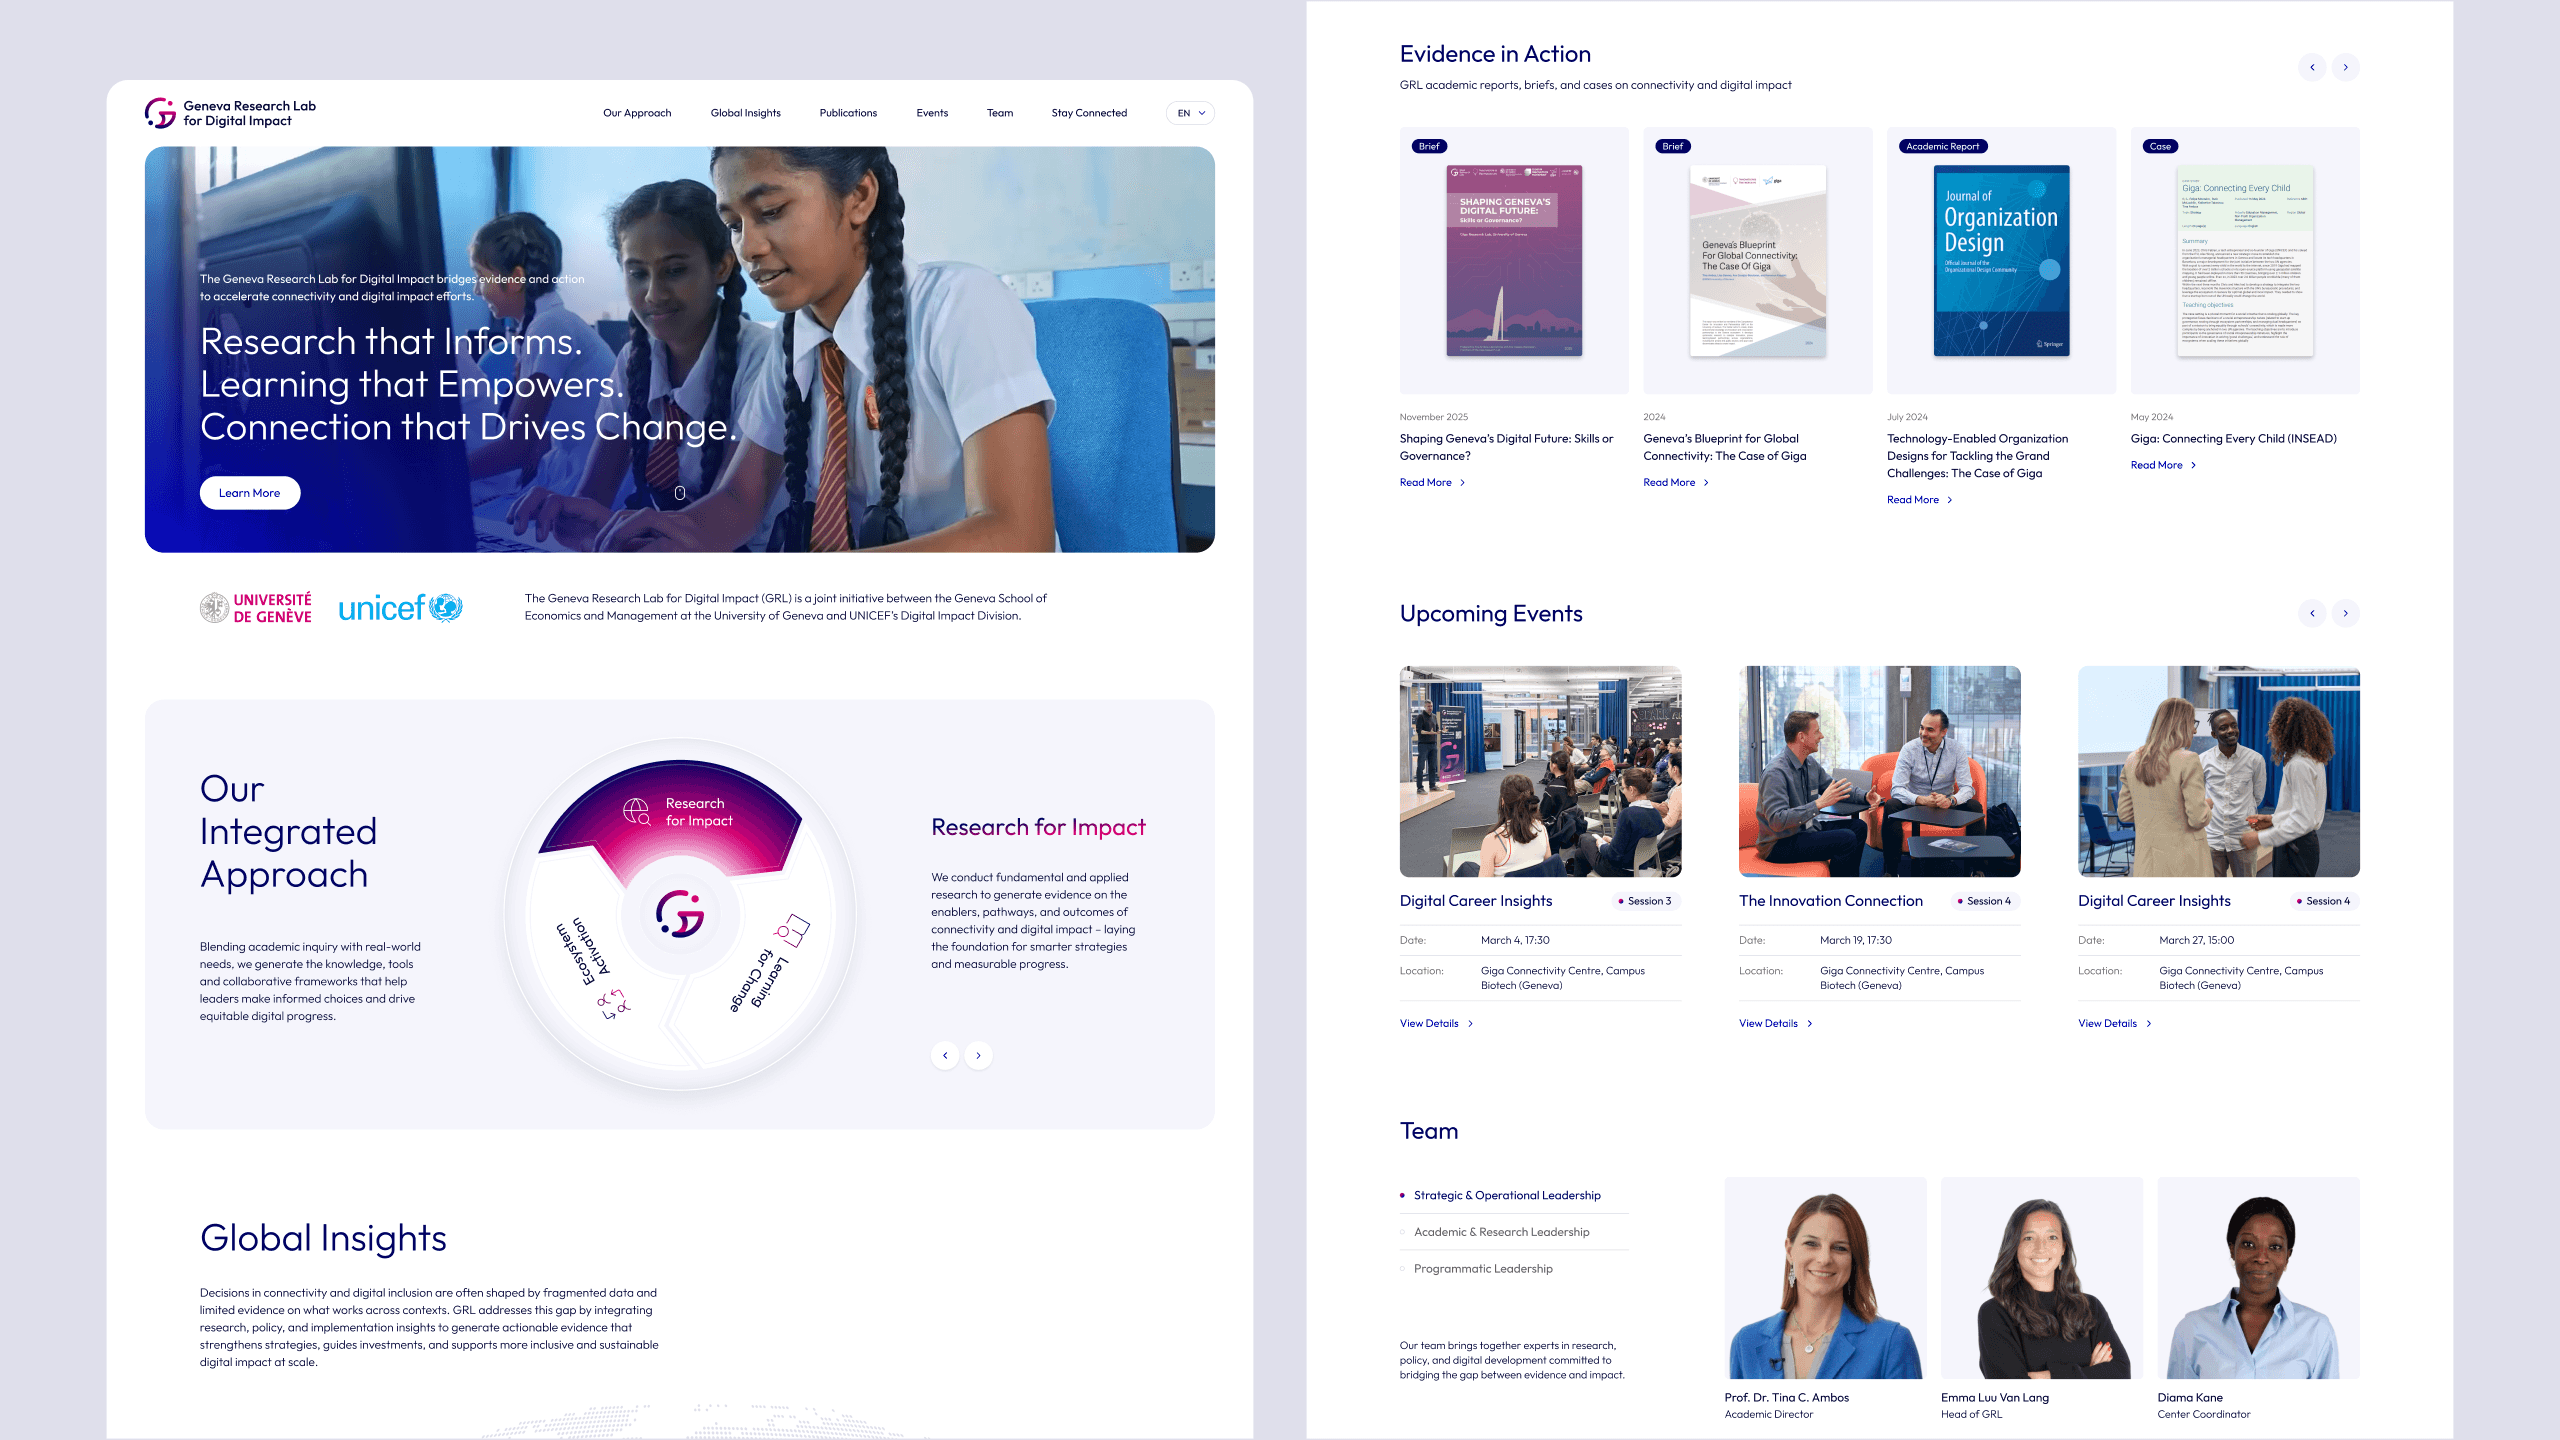 Geneva Research Lab
for Digital Impact
Our Approach
Global Insights
Publications
Events
Team
Stay Connected
EN
The Geneva Research Lab for Digital Impact bridges evidence and action
to accelerate connectivity and digital impact efforts.
Research that Informs.
Learning that Empowers.
Connection that Drives Change.
Learn More
UNIVERSITÉ
DE GENÈVE
unicef
The Geneva Research Lab for Digital Impact (GRL) is a joint initiative between the Geneva School of
Economics and Management at the University of Geneva and UNICEF's Digital Impact Division.
Our
Integrated
Approach
Blending academic inquiry with real-world
needs, we generate the knowledge, tools
and collaborative frameworks that help
leaders make informed choices and drive
equitable digital progress.
Research
for Impact
Learning
for Change
Ecosystem
Activation
Research for Impact
We conduct fundamental and applied
research to generate evidence on the
enablers, pathways, and outcomes of
connectivity and digital impact – laying
the foundation for smarter strategies
and measurable progress.
Global Insights
Decisions in connectivity and digital inclusion are often shaped by fragmented data and
limited evidence on what works across contexts. GRL addresses this gap by integrating
research, policy, and implementation insights to generate actionable evidence that
strengthens strategies, guides investments, and supports more inclusive and sustainable
digital impact at scale.
Evidence in Action
GRL academic reports, briefs, and cases on connectivity and digital impact
Brief
SHAPING GENEVA'S
DIGITAL FUTURE:
Skills or Governance?
November 2025
Shaping Geneva's Digital Future: Skills or
Governance?
Read More
Brief
giga
Geneva's Blueprint
For Global Connectivity:
The Case Of Giga
2024
Geneva's Blueprint for Global
Connectivity: The Case of Giga
Read More
Academic Report
Journal of
Organization
Design
Official Journal of the
Organizational Design Community
Springer
July 2024
Technology-Enabled Organization
Designs for Tackling the Grand
Challenges: The Case of Giga
Read More
Case
Giga: Connecting Every Child
Summary
Teaching objectives
May 2024
Giga: Connecting Every Child (INSEAD)
Read More
Upcoming Events
Digital Career Insights
Session 3
Date:
March 4, 17:30
Location:
Giga Connectivity Centre, Campus
Biotech (Geneva)
View Details
The Innovation Connection
Session 4
Date:
March 19, 17:30
Location:
Giga Connectivity Centre, Campus
Biotech (Geneva)
View Details
Digital Career Insights
Session 4
Date:
March 27, 15:00
Location:
Giga Connectivity Centre, Campus
Biotech (Geneva)
View Details
Team
Strategic & Operational Leadership
Academic & Research Leadership
Programmatic Leadership
Our team brings together experts in research,
policy, and digital development committed to
bridging the gap between evidence and impact.
Prof. Dr. Tina C. Ambos
Academic Director
Emma Luu Van Lang
Head of GRL
Diama Kane
Center Coordinator